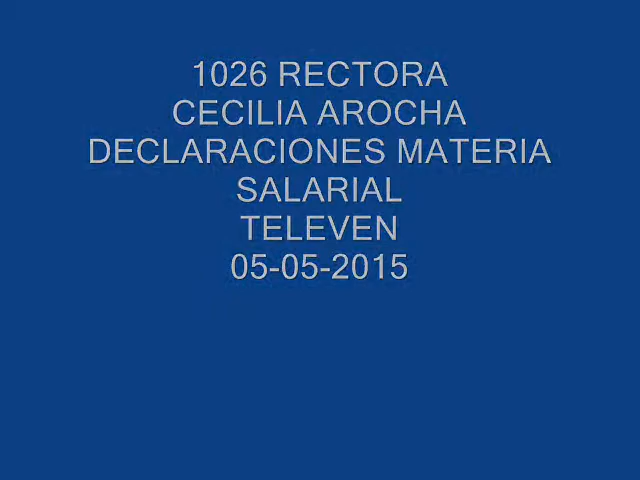 1026 RECTORA
CECILIA AROCHA
DECLARACIONES MATERIA
SALARIAL
TELEVEN
05-05-2015